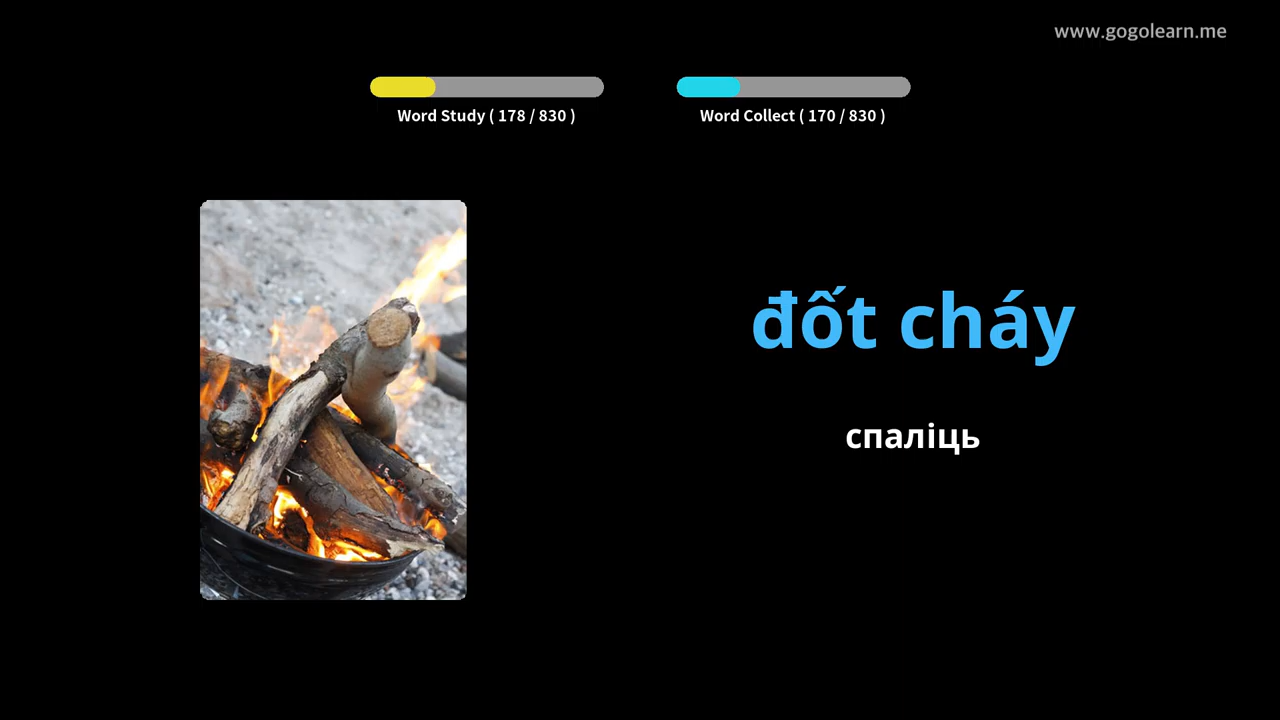 www.gogolearn.me
Word Study ( 178 / 830 )
Word Collect ( 170 / 830 )
đốt cháy
спаліць